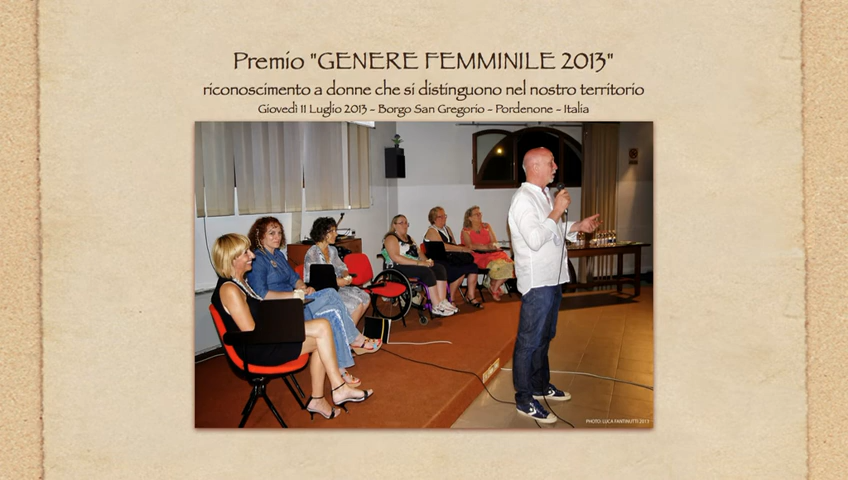 Premio "GENERE FEMMINILE 2013"
riconoscimento a donne che si distinguono nel nostro territorio
Giovedì 11 Luglio 2013 - Borgo San Gregorio - Pordenone - Italia
PHOTO: LUCA FANTINUTTI 2013